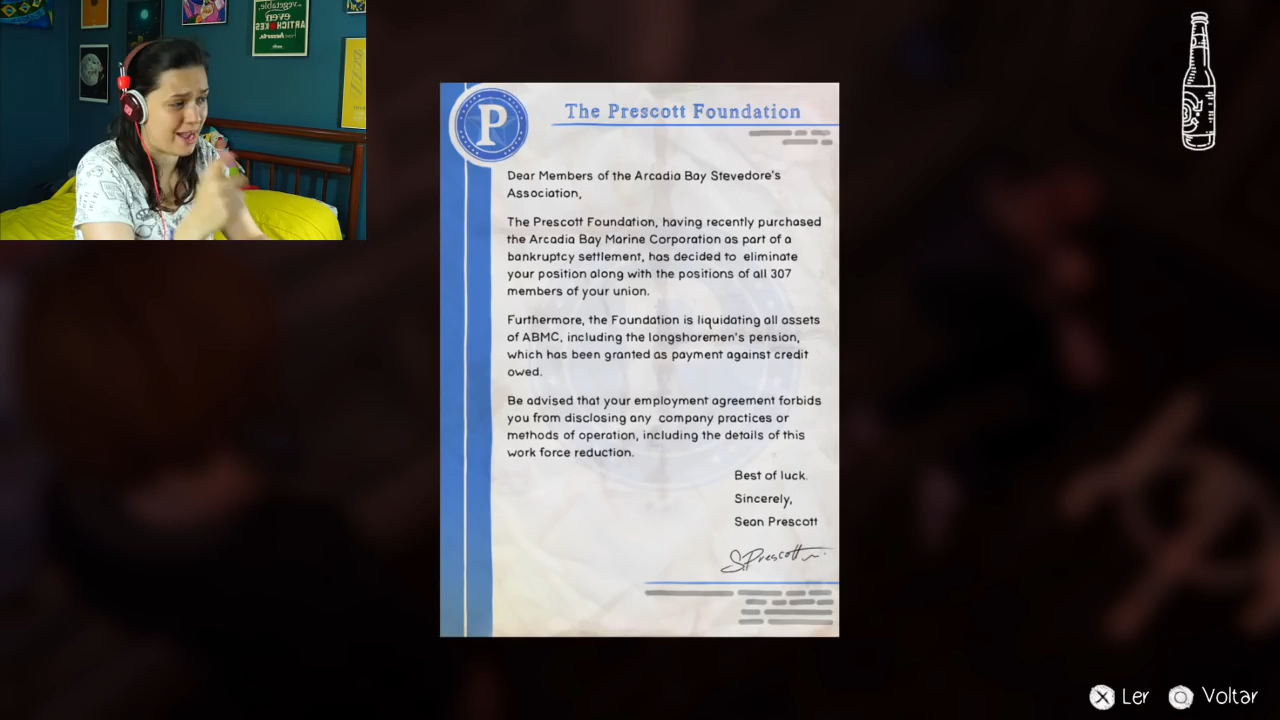 vegetable,
even
ARTICHOKES
have
P
The Prescott Foundation
Dear Members of the Arcadia Bay Stevedore's
Association,
The Prescott Foundation, having recently purchased
the Arcadia Bay Marine Corporation as part of a
bankruptcy settlement, has decided to eliminate
your position along with the positions of all 307
members of your union.
Furthermore, the Foundation is liquidating all assets
of ABMC, including the longshoremen's pension,
which has been granted as payment against credit
owed.
Be advised that your employment agreement forbids
you from disclosing any company practices or
methods of operation, including the details of this
work force reduction.
Best of luck.
Sincerely,
Sean Prescott
S.Prescott
Ler
Voltar